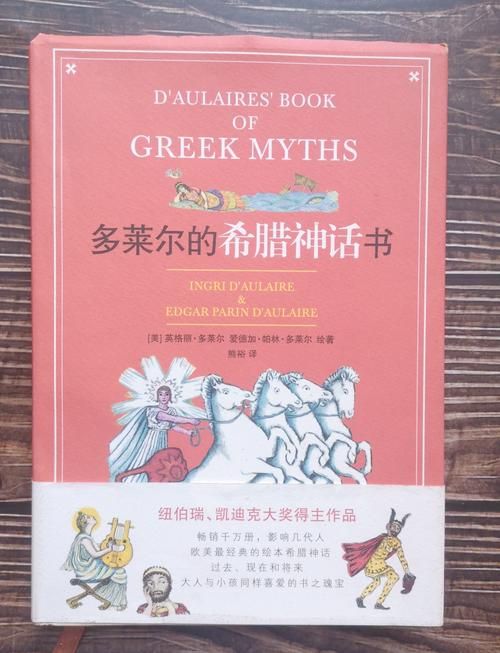 D'AULAIRES' BOOK
OF
GREEK MYTHS
多莱尔的希腊神话书
INGRI D'AULAIRE
&
EDGAR PARIN D'AULAIRE
[美] 英格丽·多莱尔 爱德加·帕林·多莱尔 绘著
熊裕 译
纽伯瑞、凯迪克大奖得主作品
畅销千万册，影响几代人
欧美最经典的绘本希腊神话
过去、现在和将来
大人与小孩同样喜爱的书之瑰宝